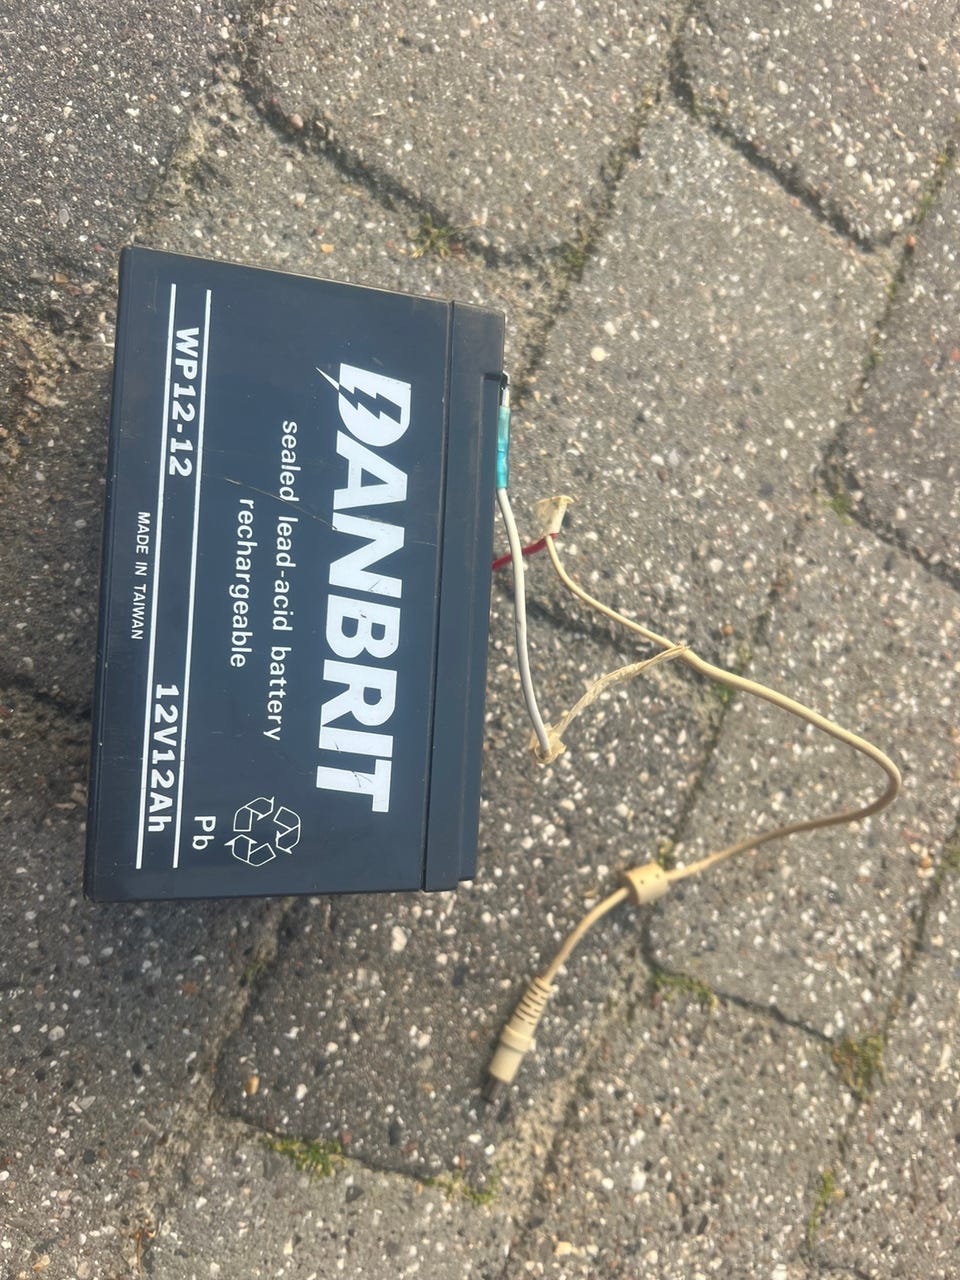 DANBRIT
sealed lead-acid battery
rechargeable
Pb
WP12-12
12V12Ah
MADE IN TAIWAN